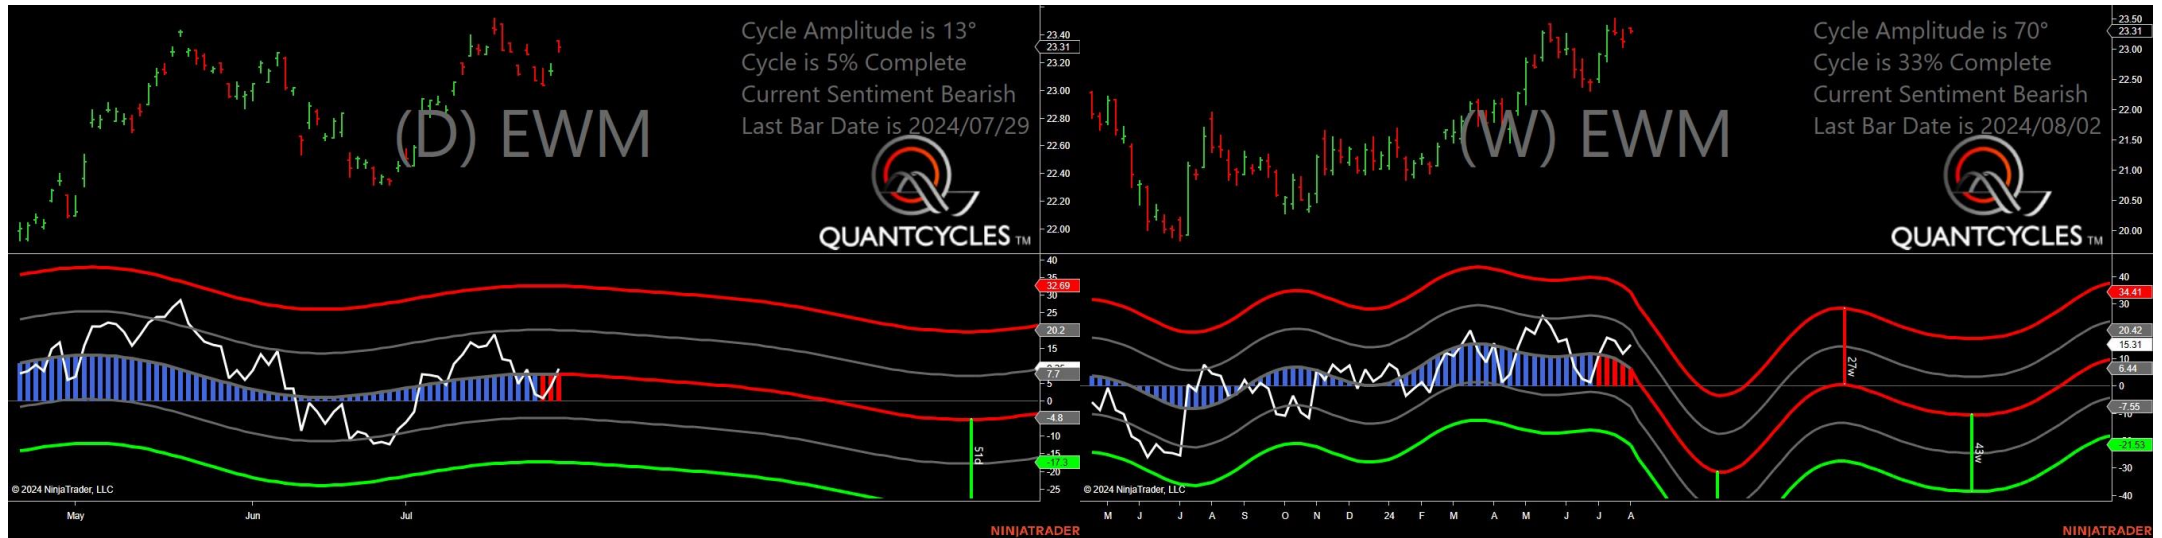 Cycle Amplitude is 13°
Cycle is 5% Complete
Current Sentiment Bearish
Last Bar Date is 2024/07/29
(D) EWM
QUANTCYCLES TM
23.40
23.31
23.20
23.00
22.80
22.60
22.40
22.20
22.00
40
35
32.69
30
25
20.2
15
7.7
5
0
-4.8
-10
-15
-17.3
-20
-25
51d
© 2024 NinjaTrader, LLC
May
Jun
Jul
NINJATRADER
Cycle Amplitude is 70°
Cycle is 33% Complete
Current Sentiment Bearish
Last Bar Date is 2024/08/02
(W) EWM
QUANTCYCLES TM
23.50
23.31
23.00
22.50
22.00
21.50
21.00
20.50
20.00
40
34.41
30
20.42
15.31
10
6.44
0
-7.55
-10
-21.53
-30
-40
27w
43w
© 2024 NinjaTrader, LLC
M J J A S O N D 24 F M A M J J A
NINJATRADER